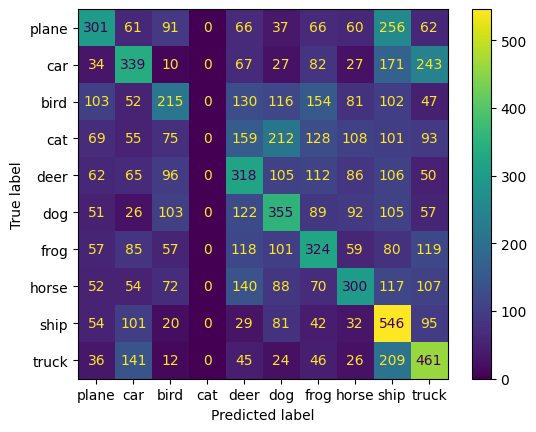 plane 301 61 91 0 66 37 66 60 256 62
car 34 339 10 0 67 27 82 27 171 243
bird 103 52 215 0 130 116 154 81 102 47
cat 69 55 75 0 159 212 128 108 101 93
deer 62 65 96 0 318 105 112 86 106 50
dog 51 26 103 0 122 355 89 92 105 57
frog 57 85 57 0 118 101 324 59 80 119
horse 52 54 72 0 140 88 70 300 117 107
ship 54 101 20 0 29 81 42 32 546 95
truck 36 141 12 0 45 24 46 26 209 461
plane car bird cat deer dog frog horse ship truck
Predicted label
True label
500
400
300
200
100
0